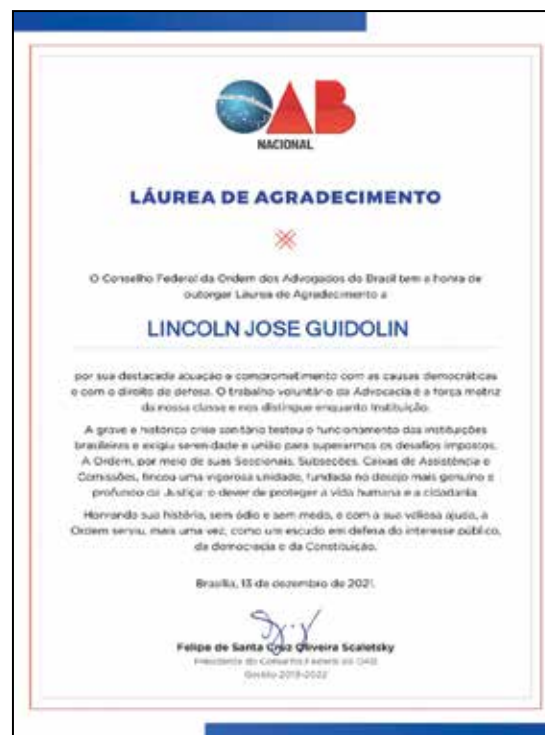 OAB
NACIONAL
LÁUREA DE AGRADECIMENTO
O Conselho Federal da Ordem dos Advogados do Brasil tem a honra de
outorgar Láurea de Agradecimento a
LINCOLN JOSE GUIDOLIN
por sua destacada atuação e comprometimento com as causas democráticas
e com o direito de defesa. O trabalho voluntário da Advocacia é a força motriz
da nossa classe e nos distingue enquanto Instituição.
A grave e histórica crise sanitária testou o funcionamento das instituições
brasileiras e exigiu serenidade e união para superarmos os desafios impostos.
A Ordem, por meio de suas Seccionais, Subseções, Caixas de Assistência e
Comissões, fincou uma vigorosa unidade, fundada no desejo mais genuíno e
profundo da Justiça: o dever de proteger a vida humana e a cidadania.
Honrando sua história, sem ódio e sem medo, e com a sua valiosa ajuda, a
Ordem serviu, mais uma vez, como um escudo em defesa do interesse público,
da democracia e da Constituição.
Brasília, 13 de dezembro de 2021.
Felipe de Santa Cruz Oliveira Scaletsky
Presidente do Conselho Federal da OAB
Gestão 2019-2022